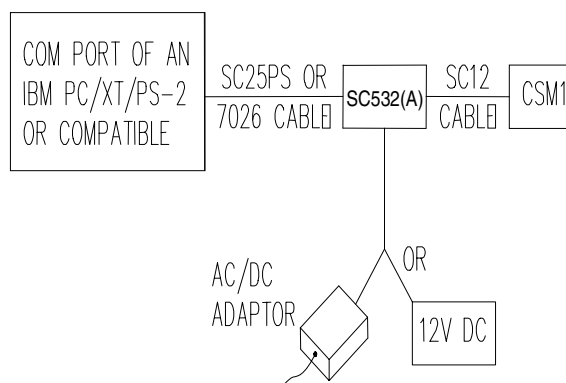 COM PORT OF AN
IBM PC/XT/PS-2
OR COMPATIBLE
SC25PS OR
7026 CABLE
SC532(A)
SC12
CABLE
CSM1
OR
AC/DC
ADAPTOR
12V DC